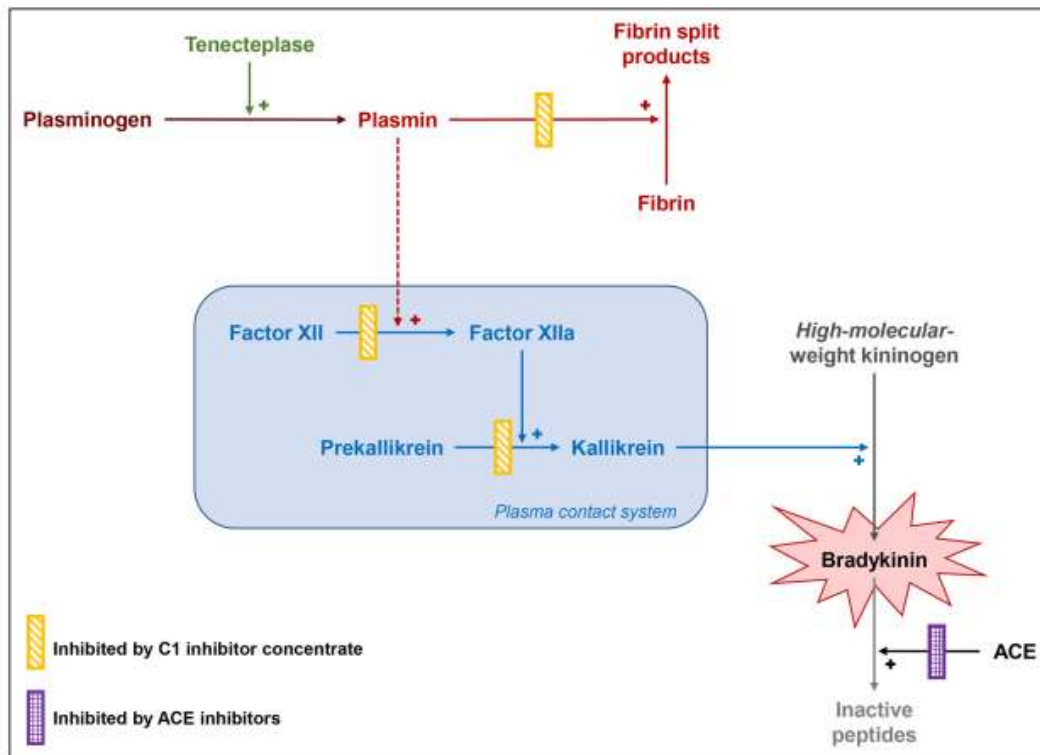 Tenecteplase
Fibrin split
products
+
+
Plasminogen
Plasmin
Fibrin
Factor XII
+
Factor XIIa
High-molecular-
weight kininogen
Prekallikrein
+
Kallikrein
+
Plasma contact system
Bradykinin
Inhibited by C1 inhibitor concentrate
ACE
+
Inhibited by ACE inhibitors
Inactive
peptides